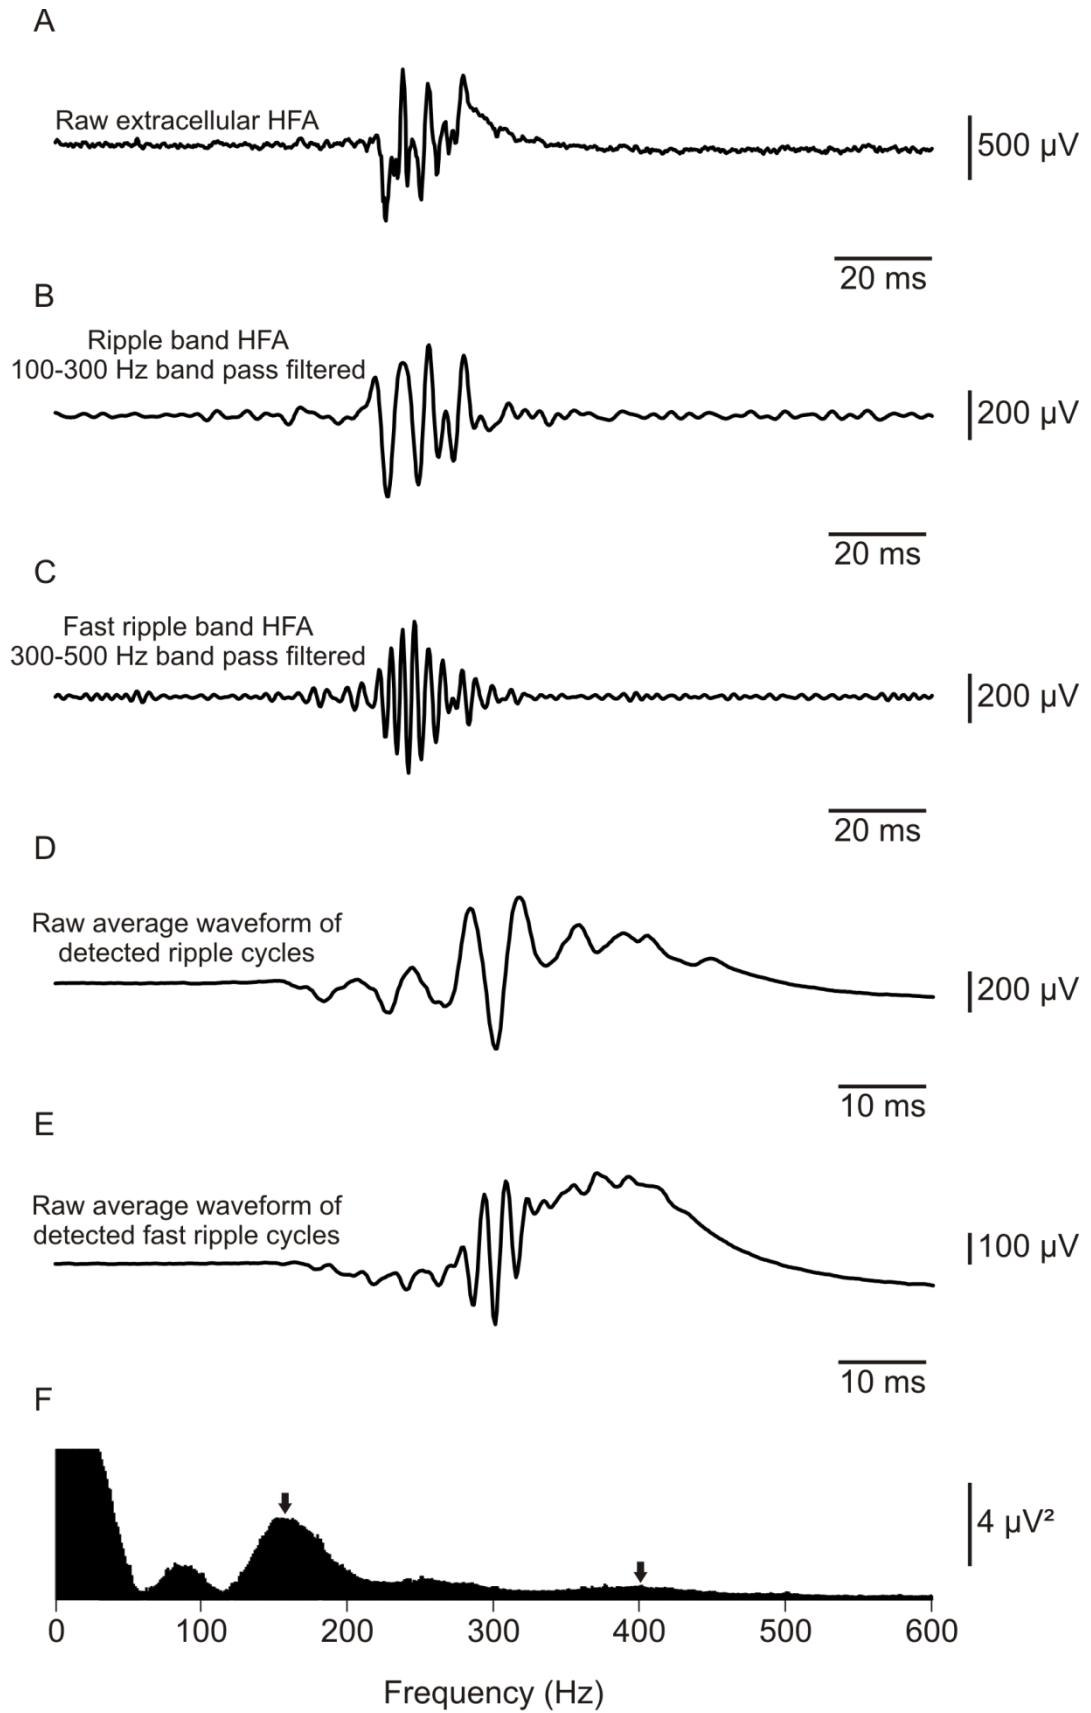 A
Raw extracellular HFA
500 µV
20 ms
B
Ripple band HFA
100-300 Hz band pass filtered
200 µV
20 ms
C
Fast ripple band HFA
300-500 Hz band pass filtered
200 µV
20 ms
D
Raw average waveform of
detected ripple cycles
200 µV
10 ms
E
Raw average waveform of
detected fast ripple cycles
100 µV
10 ms
F
4 µV²
0 100 200 300 400 500 600
Frequency (Hz)